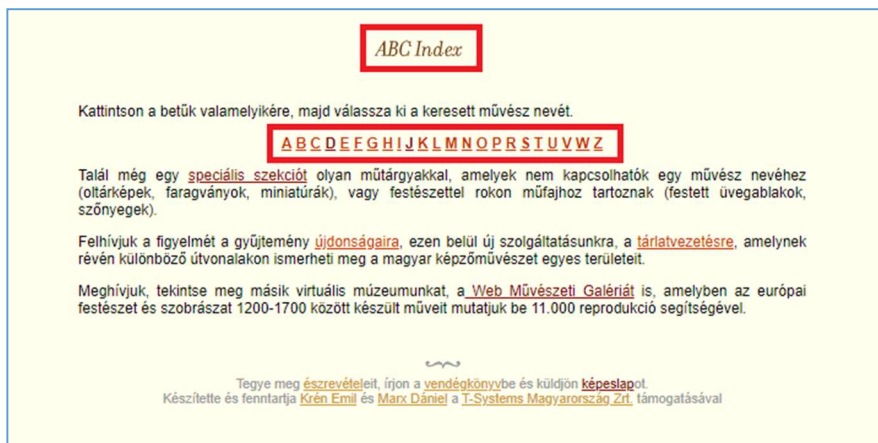 ABC Index
Kattintson a betűk valamelyikére, majd válassza ki a keresett művész nevét.
A B C D E F G H I J K L M N O P R S T U V W Z
Talál még egy speciális szekciót olyan műtárgyakkal, amelyek nem kapcsolhatók egy művész nevéhez
(oltárképek, faragványok, miniatúrák), vagy festészettel rokon műfajhoz tartoznak (festett üvegablakok,
szőnyegek).
Felhívjuk a figyelmét a gyűjtemény újdonságaira, ezen belül új szolgáltatásunkra, a tárlatvezetésre, amelynek
révén különböző útvonalakon ismerheti meg a magyar képzőművészet egyes területeit.
Meghívjuk, tekintse meg másik virtuális múzeumunkat, a Web Művészeti Galériát is, amelyben az európai
festészet és szobrászat 1200-1700 között készült műveit mutatjuk be 11.000 reprodukció segítségével.
Tegye meg észrevételeit, írjon a vendégkönyvbe és küldjön képeslapot.
Készítette és fenntartja Krén Emil és Marx Dániel a T-Systems Magyarország Zrt. támogatásával